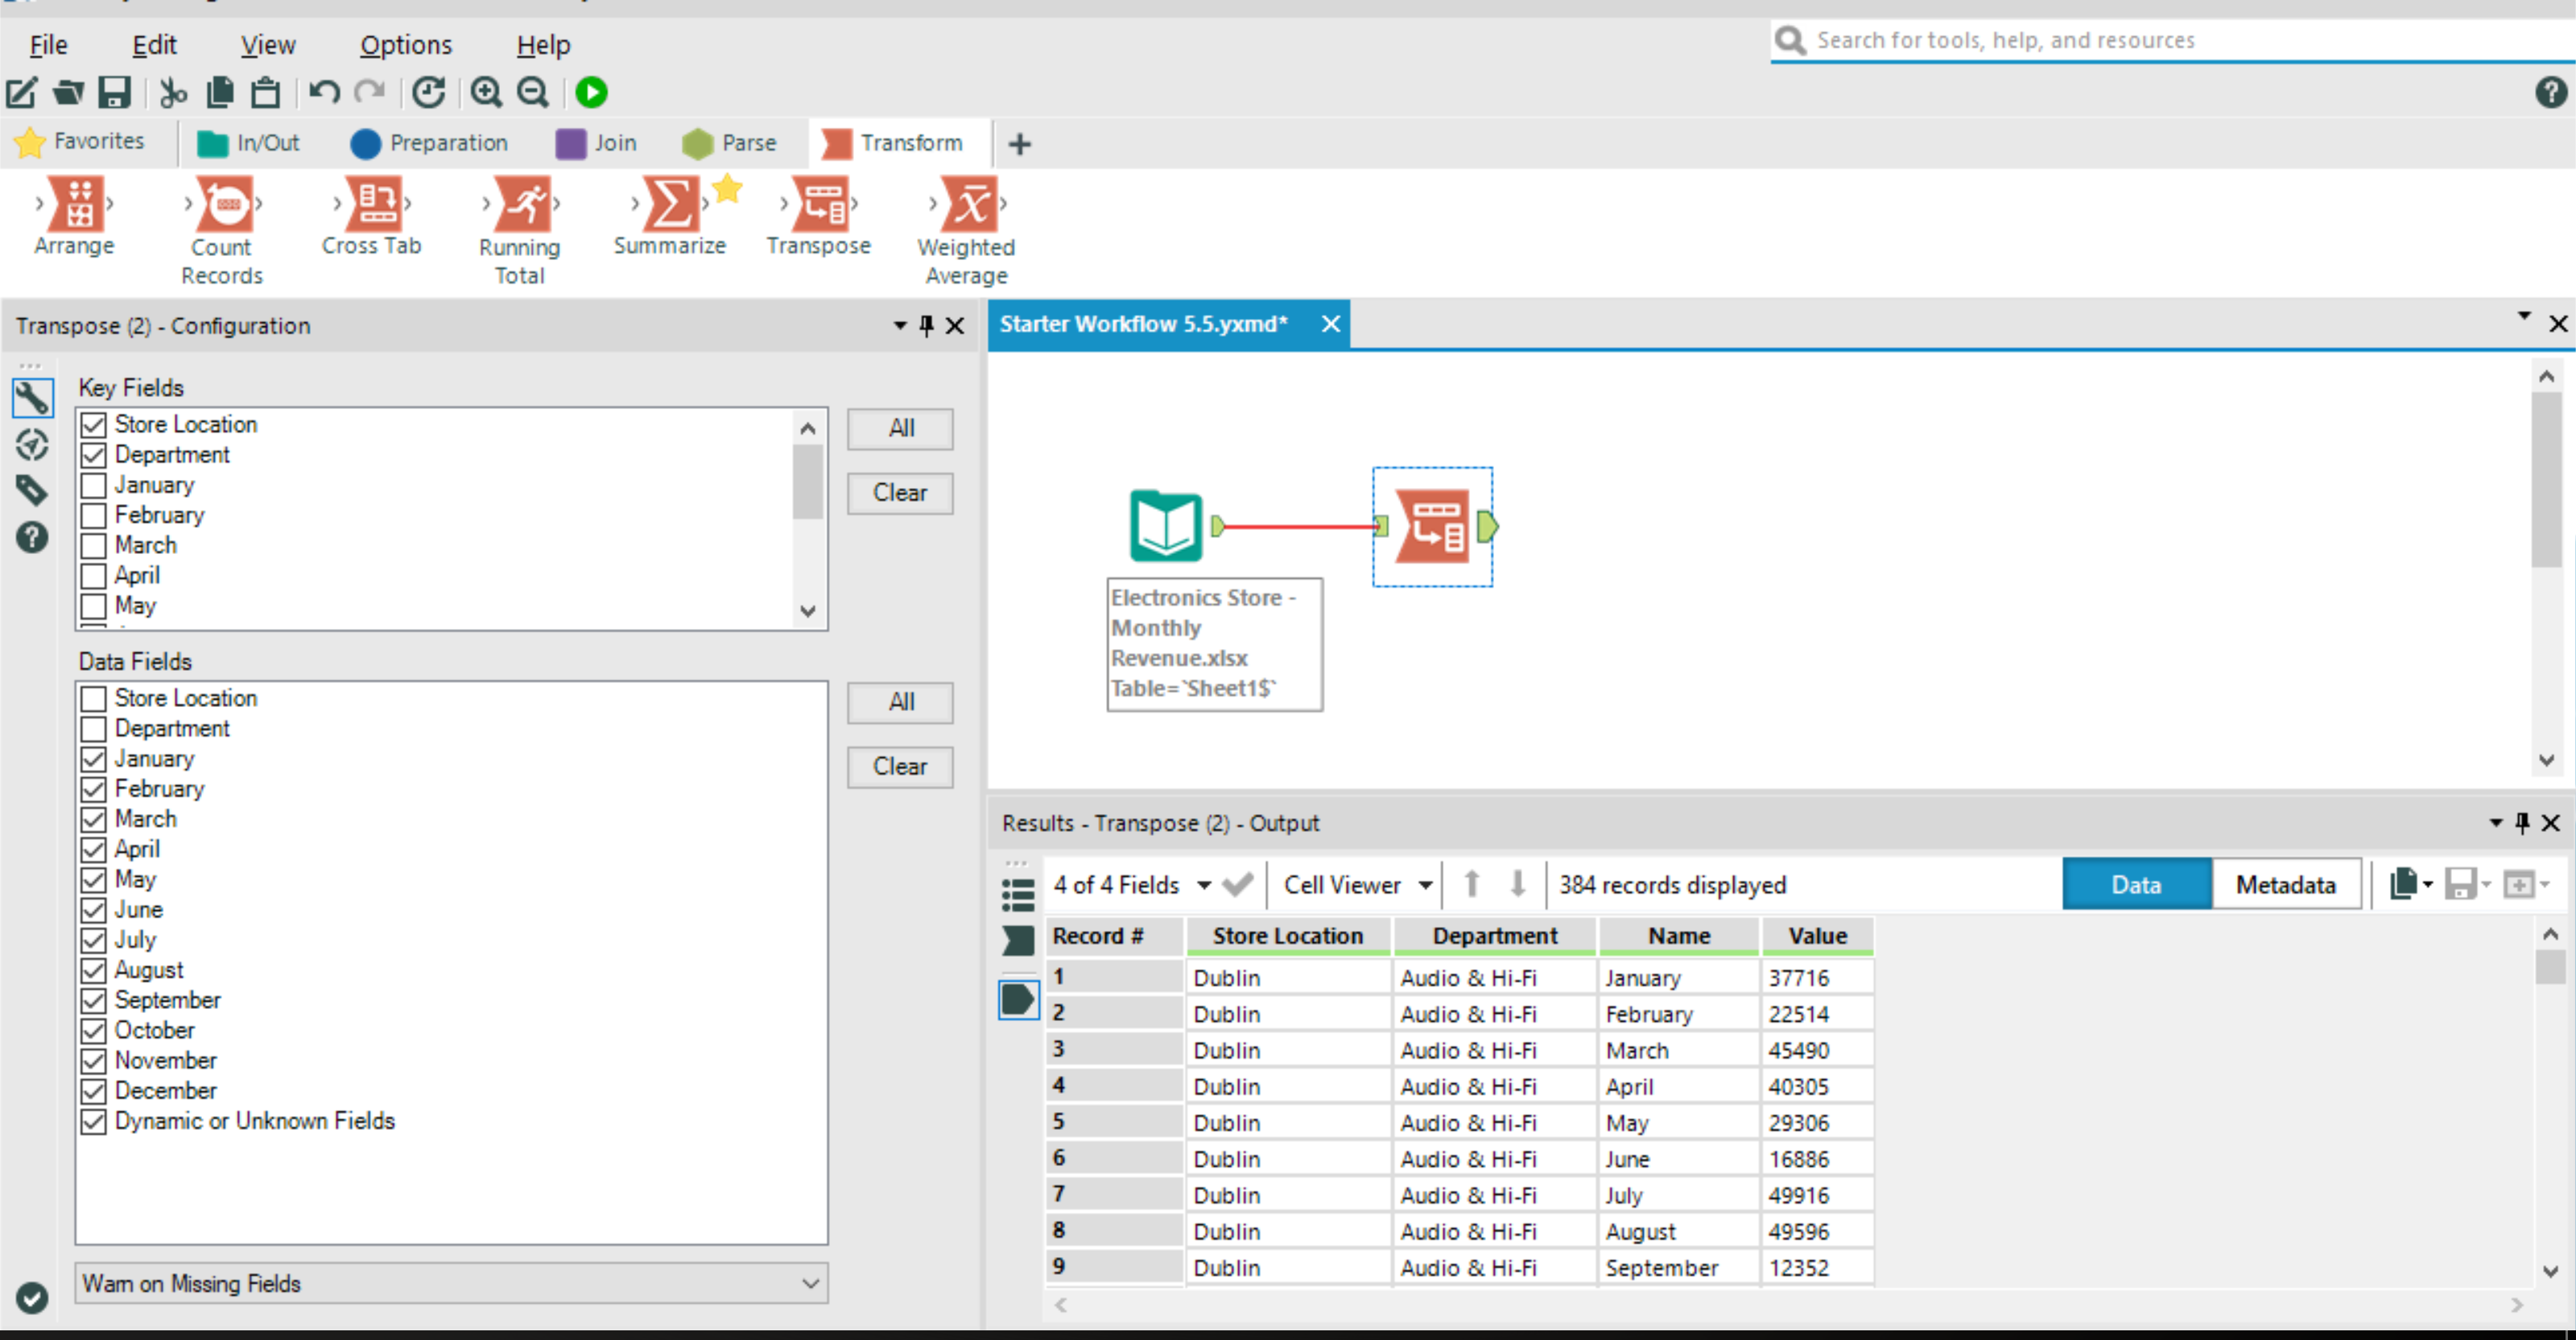 File Edit View Options Help
Search for tools, help, and resources
Favorites In/Out Preparation Join Parse Transform
Arrange Count Records Cross Tab Running Total Summarize Transpose Weighted Average
Transpose (2) - Configuration
Key Fields
Store Location
Department
January
February
March
April
May
All
Clear
Data Fields
Store Location
Department
January
February
March
April
May
June
July
August
September
October
November
December
Dynamic or Unknown Fields
All
Clear
Warn on Missing Fields
Starter Workflow 5.5.yxmd*
Electronics Store -
Monthly
Revenue.xlsx
Table=`Sheet1$`
Results - Transpose (2) - Output
4 of 4 Fields Cell Viewer 384 records displayed Data Metadata
Record # Store Location Department Name Value
1 Dublin Audio & Hi-Fi January 37716
2 Dublin Audio & Hi-Fi February 22514
3 Dublin Audio & Hi-Fi March 45490
4 Dublin Audio & Hi-Fi April 40305
5 Dublin Audio & Hi-Fi May 29306
6 Dublin Audio & Hi-Fi June 16886
7 Dublin Audio & Hi-Fi July 49916
8 Dublin Audio & Hi-Fi August 49596
9 Dublin Audio & Hi-Fi September 12352